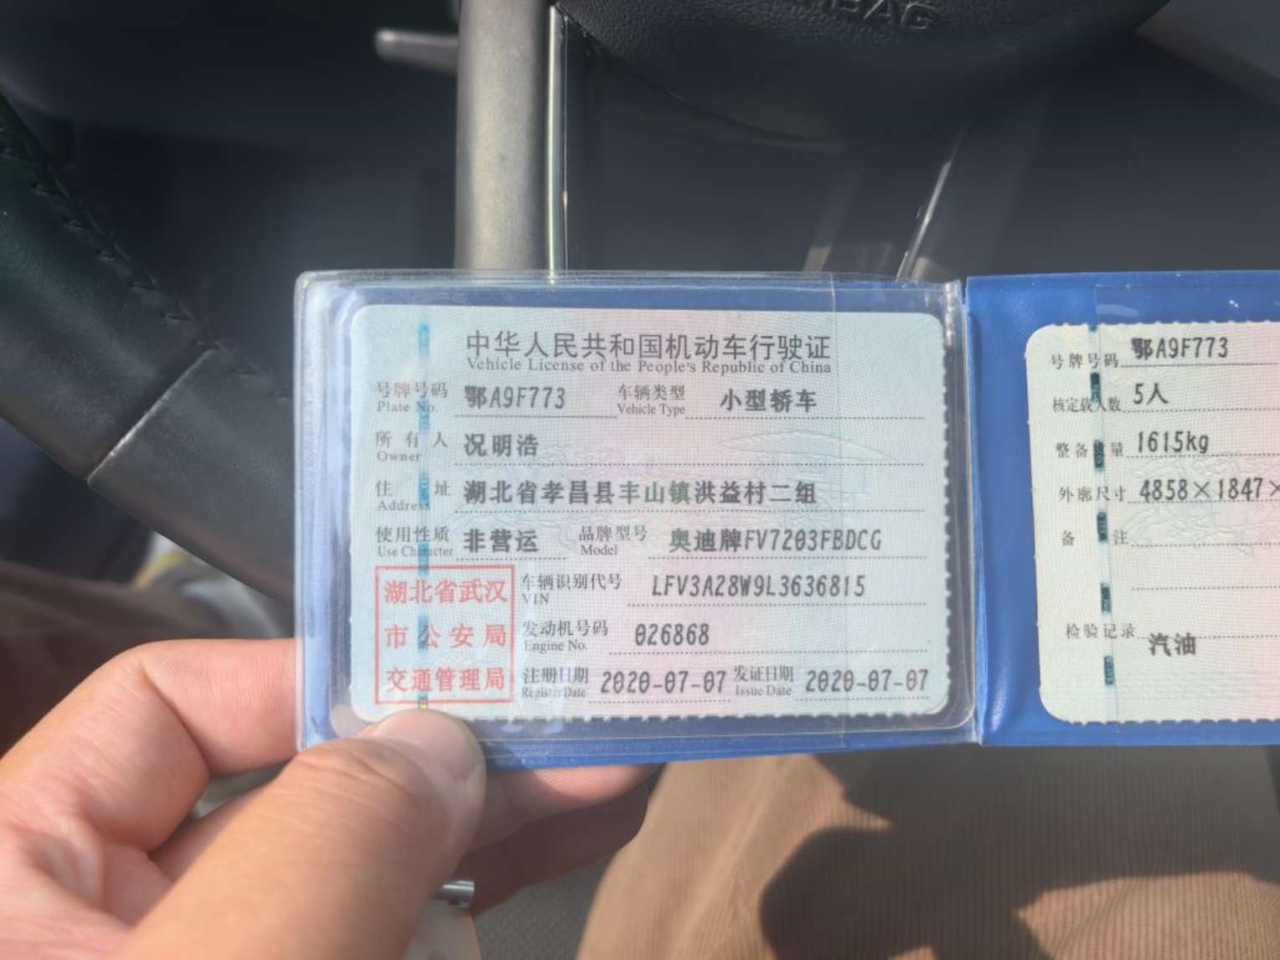 中华人民共和国机动车行驶证
Vehicle License of the People's Republic of China
号牌号码 鄂A9F773 车辆类型 小型轿车
Plate No. Vehicle Type
所有人 况明浩
Owner
住址 湖北省孝昌县丰山镇洪益村二组
Address
使用性质 非营运 品牌型号 奥迪牌FV7203FBDCG
Use Character Model
湖北省武汉
市公安局
交通管理局
车辆识别代号 LFV3A28W9L3636815
VIN
发动机号码 026868
Engine No.
注册日期 2020-07-07 发证日期 2020-07-07
Register Date Issue Date
号牌号码 鄂A9F773
核定载人数 5人
整备质量 1615kg
外廓尺寸 4858×1847×
备注
检验记录
汽油